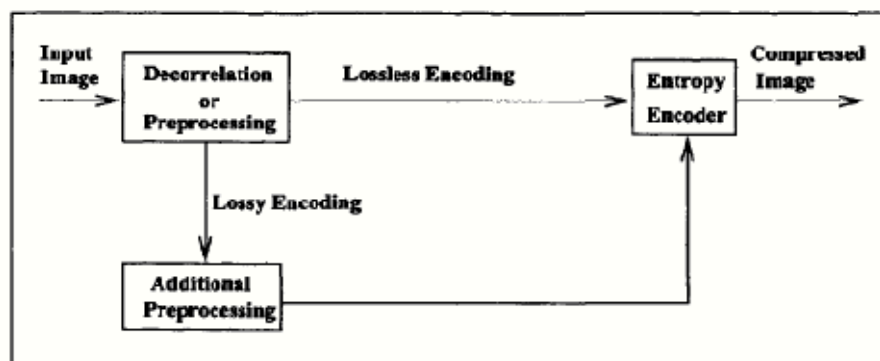 Input
Image
Decorrelation
or
Preprocessing
Lossless Encoding
Entropy
Encoder
Compressed
Image
Lossy Encoding
Additional
Preprocessing